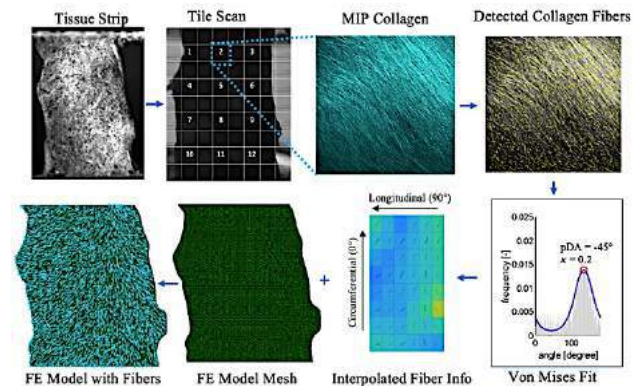 Tissue Strip
Tile Scan
MIP Collagen
Detected Collagen Fibers
1 2 3
4 5 6
7 8 9
10 11 12
Longitudinal (90°)
Circumferential (0°)
+
0.025
0.02
0.015
0.01
0.005
0
0 100
frequency [-]
pDA = -45°
x = 0.2
angle [degree]
FE Model with Fibers
FE Model Mesh
Interpolated Fiber Info
Von Mises Fit